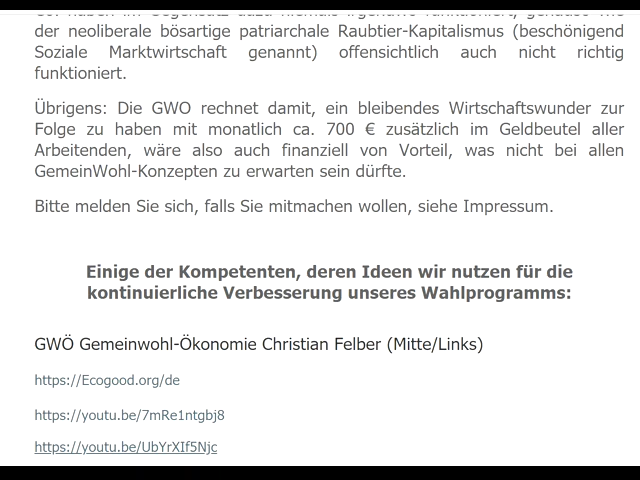 der neoliberale bösartige patriarchale Raubtier-Kapitalismus (beschönigend
Soziale Marktwirtschaft genannt) offensichtlich auch nicht richtig
funktioniert.
Übrigens: Die GWO rechnet damit, ein bleibendes Wirtschaftswunder zur
Folge zu haben mit monatlich ca. 700 € zusätzlich im Geldbeutel aller
Arbeitenden, wäre also auch finanziell von Vorteil, was nicht bei allen
GemeinWohl-Konzepten zu erwarten sein dürfte.
Bitte melden Sie sich, falls Sie mitmachen wollen, siehe Impressum.
Einige der Kompetenten, deren Ideen wir nutzen für die
kontinuierliche Verbesserung unseres Wahlprogramms:
GWÖ Gemeinwohl-Ökonomie Christian Felber (Mitte/Links)
https://Ecogood.org/de
https://youtu.be/7mRe1ntgbj8
https://youtu.be/UbYrXIf5Njc